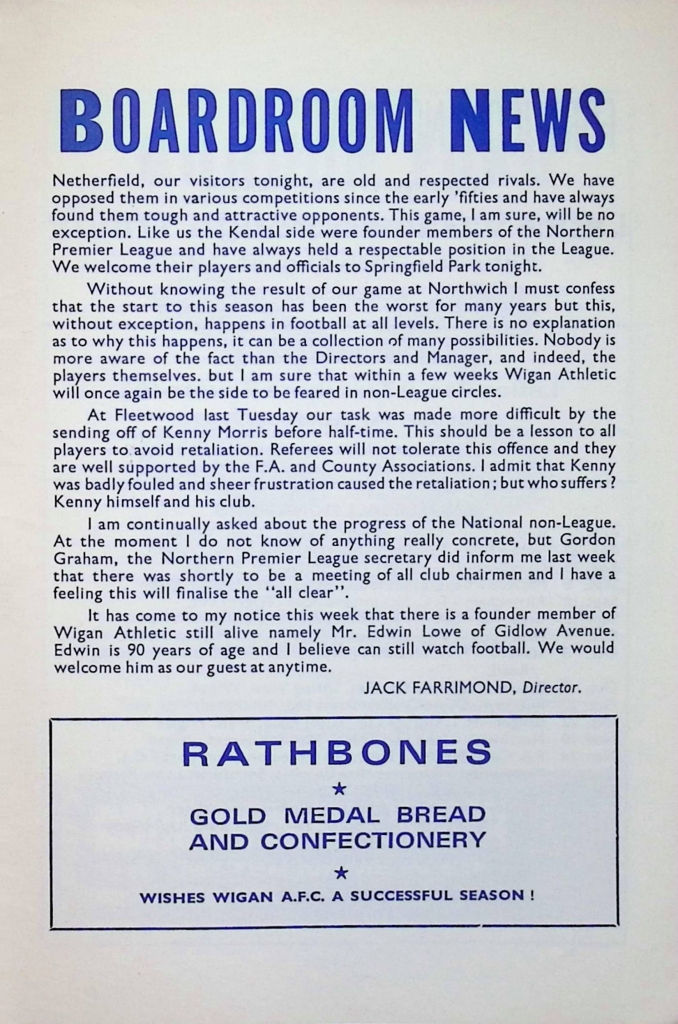 BOARDROOM NEWS
Netherfield, our visitors tonight, are old and respected rivals. We have
opposed them in various competitions since the early 'fifties and have always
found them tough and attractive opponents. This game, I am sure, will be no
exception. Like us the Kendal side were founder members of the Northern
Premier League and have always held a respectable position in the League.
We welcome their players and officials to Springfield Park tonight.
Without knowing the result of our game at Northwich I must confess
that the start to this season has been the worst for many years but this,
without exception, happens in football at all levels. There is no explanation
as to why this happens, it can be a collection of many possibilities. Nobody is
more aware of the fact than the Directors and Manager, and indeed, the
players themselves. but I am sure that within a few weeks Wigan Athletic
will once again be the side to be feared in non-League circles.
At Fleetwood last Tuesday our task was made more difficult by the
sending off of Kenny Morris before half-time. This should be a lesson to all
players to avoid retaliation. Referees will not tolerate this offence and they
are well supported by the F.A. and County Associations. I admit that Kenny
was badly fouled and sheer frustration caused the retaliation; but who suffers?
Kenny himself and his club.
I am continually asked about the progress of the National non-League.
At the moment I do not know of anything really concrete, but Gordon
Graham, the Northern Premier League secretary did inform me last week
that there was shortly to be a meeting of all club chairmen and I have a
feeling this will finalise the "all clear".
It has come to my notice this week that there is a founder member of
Wigan Athletic still alive namely Mr. Edwin Lowe of Gidlow Avenue.
Edwin is 90 years of age and I believe can still watch football. We would
welcome him as our guest at anytime.
JACK FARRIMOND, Director.
RATHBONES
★
GOLD MEDAL BREAD
AND CONFECTIONERY
★
WISHES WIGAN A.F.C. A SUCCESSFUL SEASON !